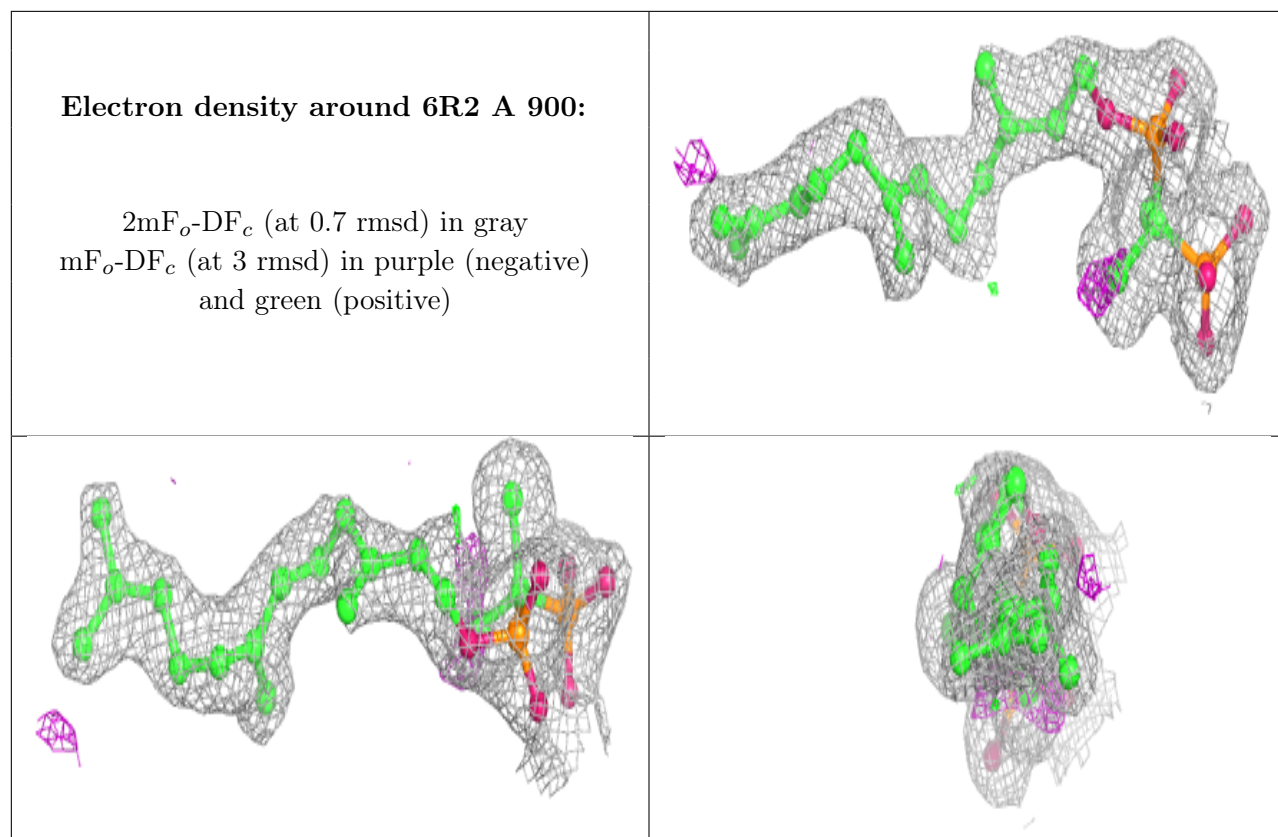 Electron density around 6R2 A 900:
2mFₒ-DF𝒸 (at 0.7 rmsd) in gray
mFₒ-DF𝒸 (at 3 rmsd) in purple (negative)
and green (positive)